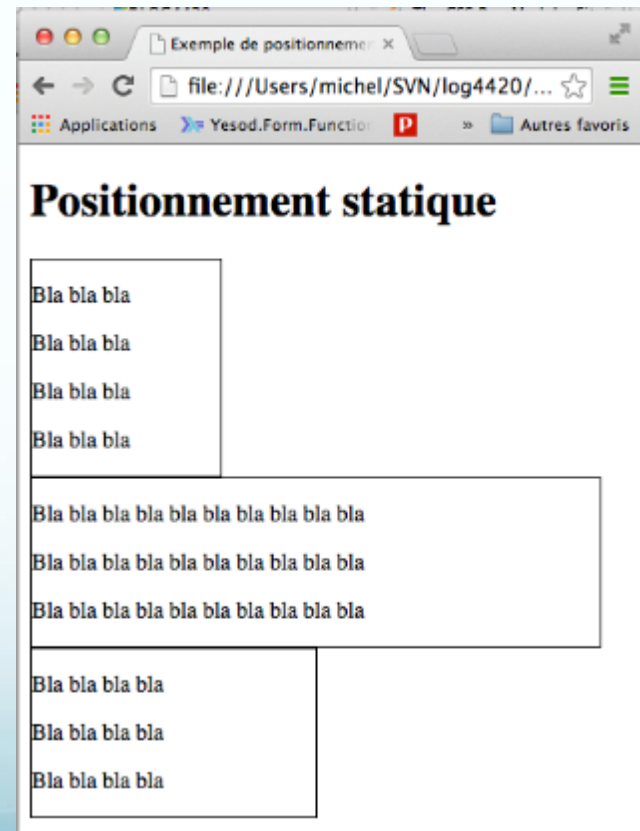 Exemple de positionnemen
file:///Users/michel/SVN/log4420/...
Applications Yesod.Form.Function P » Autres favoris
Positionnement statique
Bla bla bla
Bla bla bla
Bla bla bla
Bla bla bla
Bla bla bla bla bla bla bla bla bla bla
Bla bla bla bla bla bla bla bla bla bla
Bla bla bla bla bla bla bla bla bla bla
Bla bla bla bla
Bla bla bla bla
Bla bla bla bla